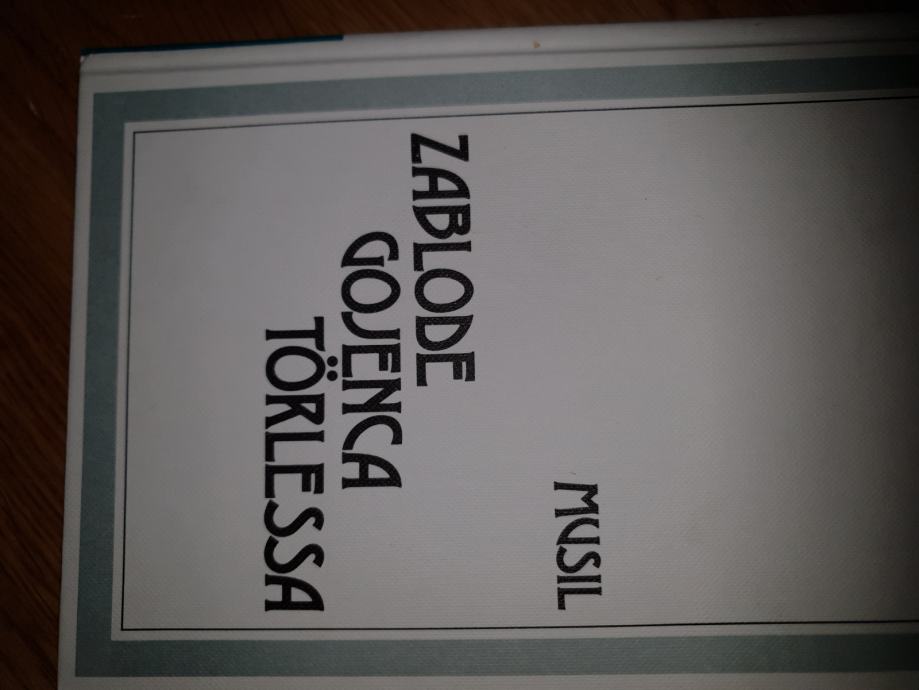 MUSIL
ZABLODE
GOJENCA
TÖRLESSA